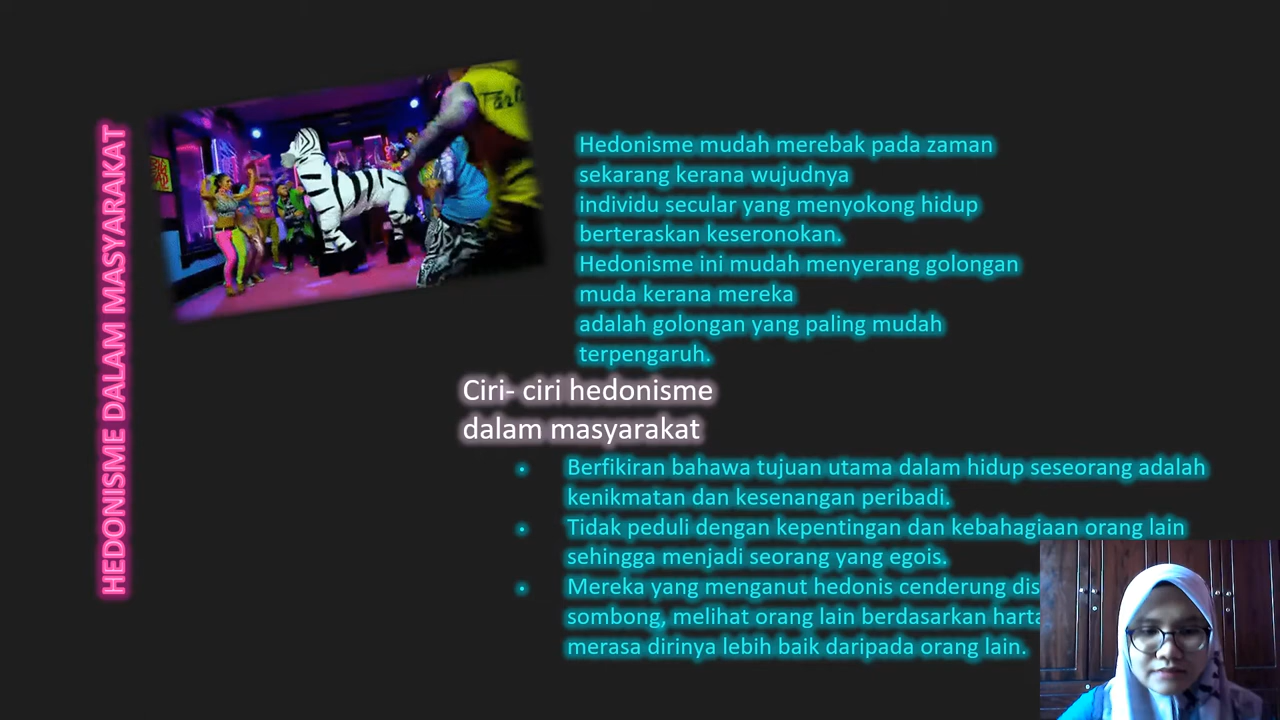 HEDONISME DALAM MASYARAKAT
Hedonisme mudah merebak pada zaman
sekarang kerana wujudnya
individu secular yang menyokong hidup
berteraskan keseronokan.
Hedonisme ini mudah menyerang golongan
muda kerana mereka
adalah golongan yang paling mudah
terpengaruh.
Ciri- ciri hedonisme
dalam masyarakat
• Berfikiran bahawa tujuan utama dalam hidup seseorang adalah
kenikmatan dan kesenangan peribadi.
• Tidak peduli dengan kepentingan dan kebahagiaan orang lain
sehingga menjadi seorang yang egois.
• Mereka yang menganut hedonis cenderung
sombong, melihat orang lain berdasarkan harta
merasa dirinya lebih baik daripada orang lain.